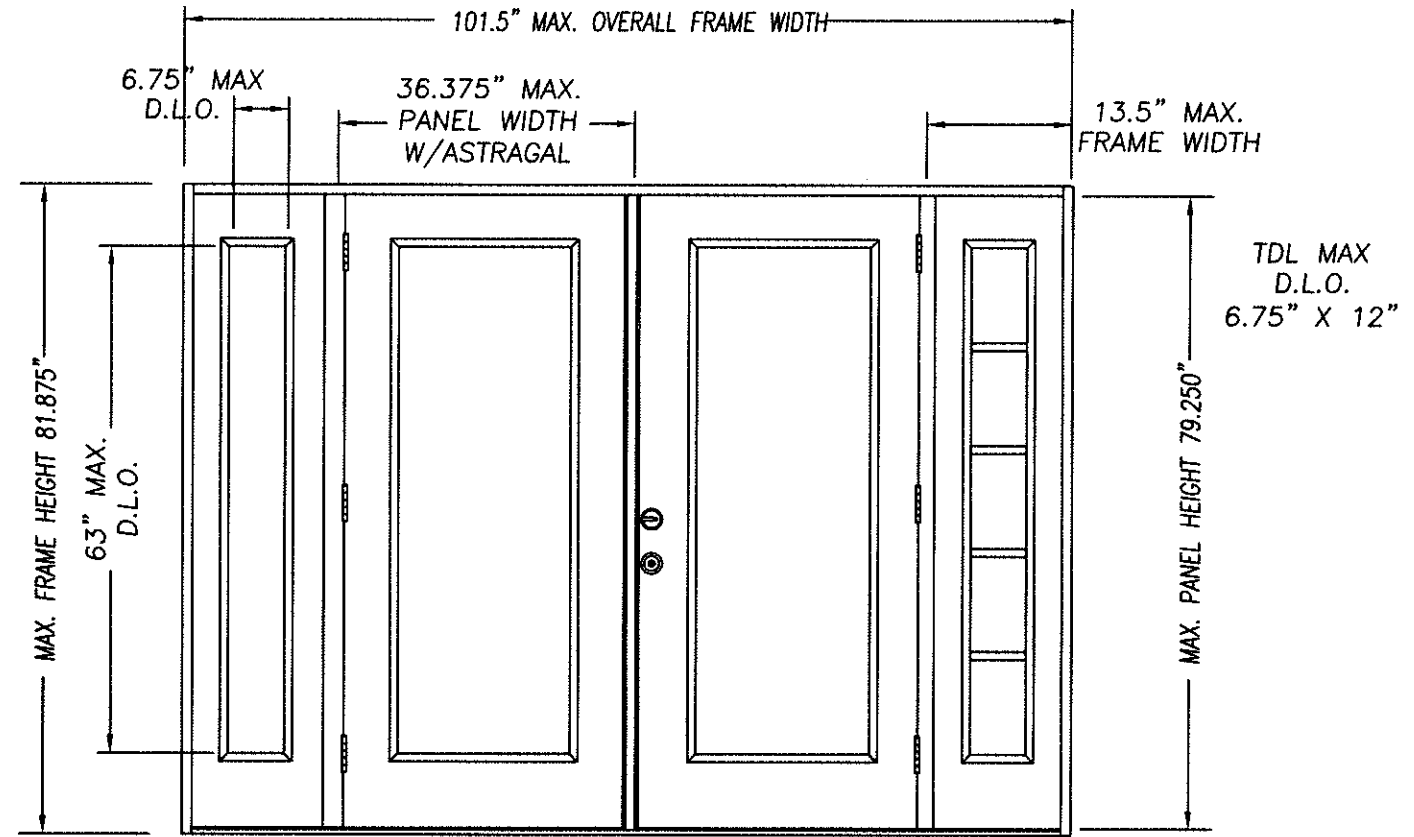 101.5" MAX. OVERALL FRAME WIDTH
6.75" MAX
D.L.O.
36.375" MAX.
PANEL WIDTH
W/ASTRAGAL
13.5" MAX.
FRAME WIDTH
MAX. FRAME HEIGHT 81.875"
63" MAX.
D.L.O.
MAX. PANEL HEIGHT 79.250"
TDL MAX
D.L.O.
6.75" X 12"